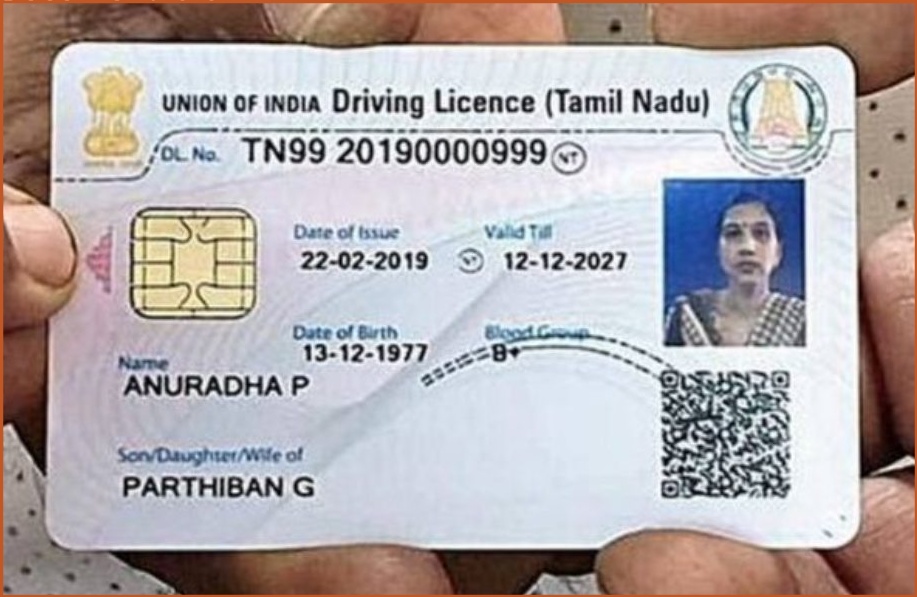 UNION OF INDIA Driving Licence (Tamil Nadu)
DL. No. TN99 20190000999 NT
Date of Issue Valid Till
22-02-2019 NT 12-12-2027
Date of Birth Blood Group
13-12-1977 B+
Name
ANURADHA P
Son/Daughter/Wife of
PARTHIBAN G